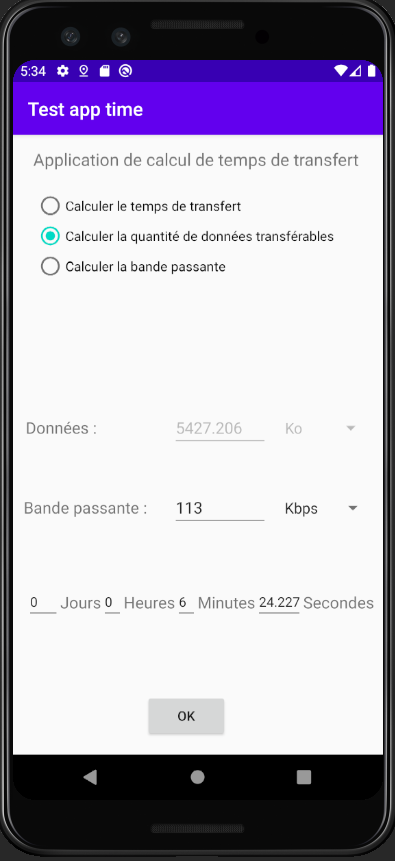 5:34
Test app time
Application de calcul de temps de transfert
Calculer le temps de transfert
Calculer la quantité de données transférables
Calculer la bande passante
Données : 5427.206 Ko
Bande passante : 113 Kbps
0 Jours 0 Heures 6 Minutes 24.227 Secondes
OK